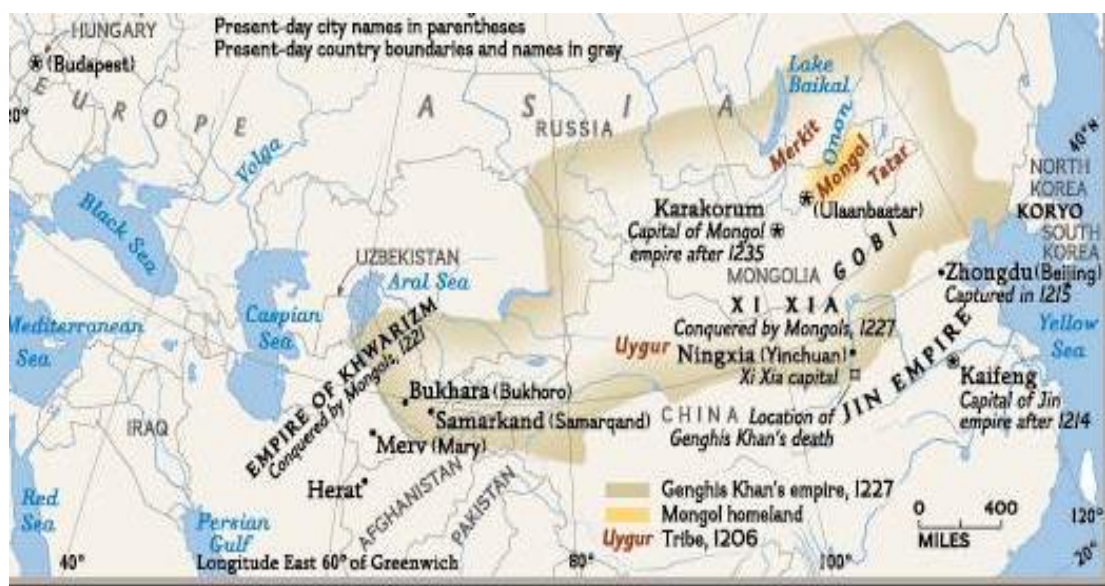 Present-day city names in parentheses
Present-day country boundaries and names in gray
HUNGARY
(Budapest)
EUROPE
ASIA
RUSSIA
Volga
Lake
Baikal
Onon
Merkit
Mongol
Tatar
(Ulaanbaatar)
40°N
NORTH
KOREA
KORYO
SOUTH
KOREA
Karakorum
Capital of Mongol
empire after 1235
MONGOLIA
GOBI
Black Sea
UZBEKISTAN
Aral Sea
Caspian
Sea
Mediterranean
Sea
Zhongdu (Beijing)
Captured in 1215
XI XIA
Conquered by Mongols, 1227
Uygur
Ningxia (Yinchuan)
Xi Xia capital
Yellow
Sea
JIN EMPIRE
Kaifeng
Capital of Jin
empire after 1214
EMPIRE OF KHWARIZM
Conquered by Mongols, 1221
Bukhara (Bukhoro)
Samarkand (Samarqand)
Merv (Mary)
Herat
CHINA
Location of
Genghis Khan's death
IRAQ
AFGHANISTAN
PAKISTAN
Red
Sea
Persian
Gulf
Genghis Khan's empire, 1227
Mongol homeland
Uygur Tribe, 1206
0 400
MILES
120°
20°
40°
Longitude East 60° of Greenwich
80°
100°